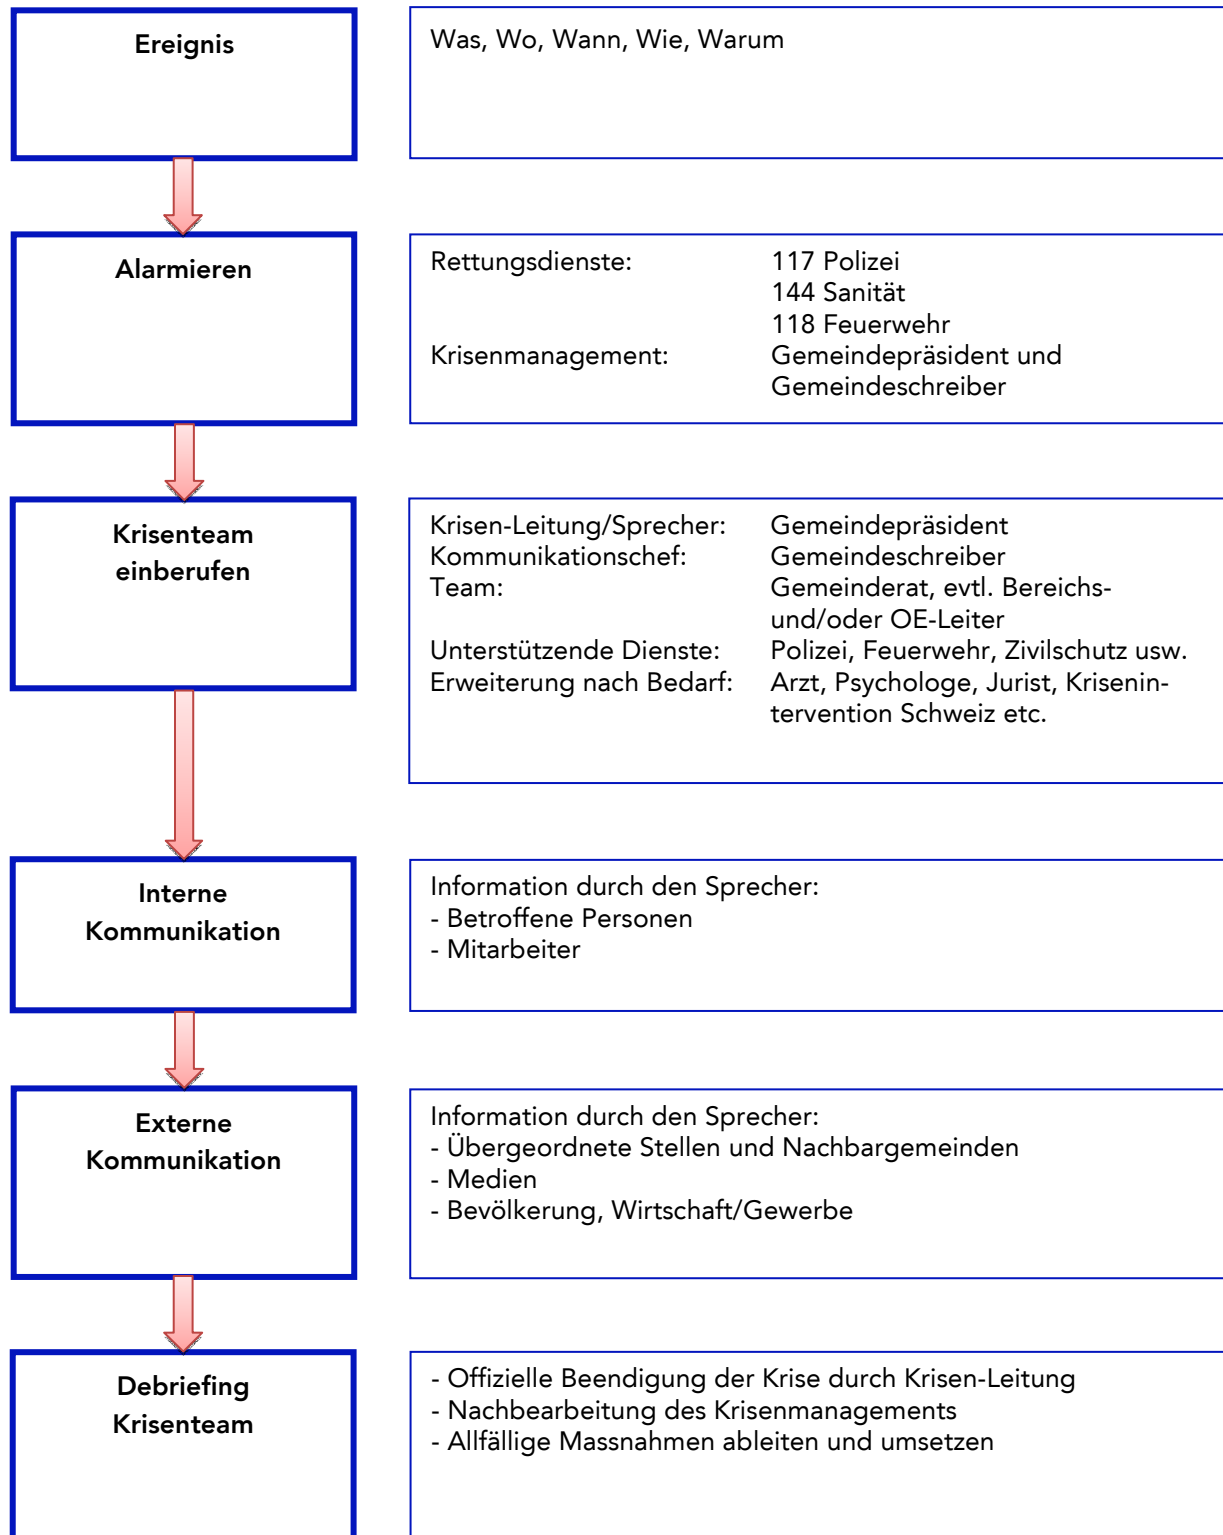 Ereignis
Was, Wo, Wann, Wie, Warum
Alarmieren
Rettungsdienste: 117 Polizei
144 Sanität
118 Feuerwehr
Krisenmanagement: Gemeindepräsident und
Gemeindeschreiber
Krisenteam
einberufen
Krisen-Leitung/Sprecher: Gemeindepräsident
Kommunikationschef: Gemeindeschreiber
Team: Gemeinderat, evtl. Bereichs-
und/oder OE-Leiter
Unterstützende Dienste: Polizei, Feuerwehr, Zivilschutz usw.
Erweiterung nach Bedarf: Arzt, Psychologe, Jurist, Krisenin-
tervention Schweiz etc.
Interne
Kommunikation
Information durch den Sprecher:
- Betroffene Personen
- Mitarbeiter
Externe
Kommunikation
Information durch den Sprecher:
- Übergeordnete Stellen und Nachbargemeinden
- Medien
- Bevölkerung, Wirtschaft/Gewerbe
Debriefing
Krisenteam
- Offizielle Beendigung der Krise durch Krisen-Leitung
- Nachbearbeitung des Krisenmanagements
- Allfällige Massnahmen ableiten und umsetzen